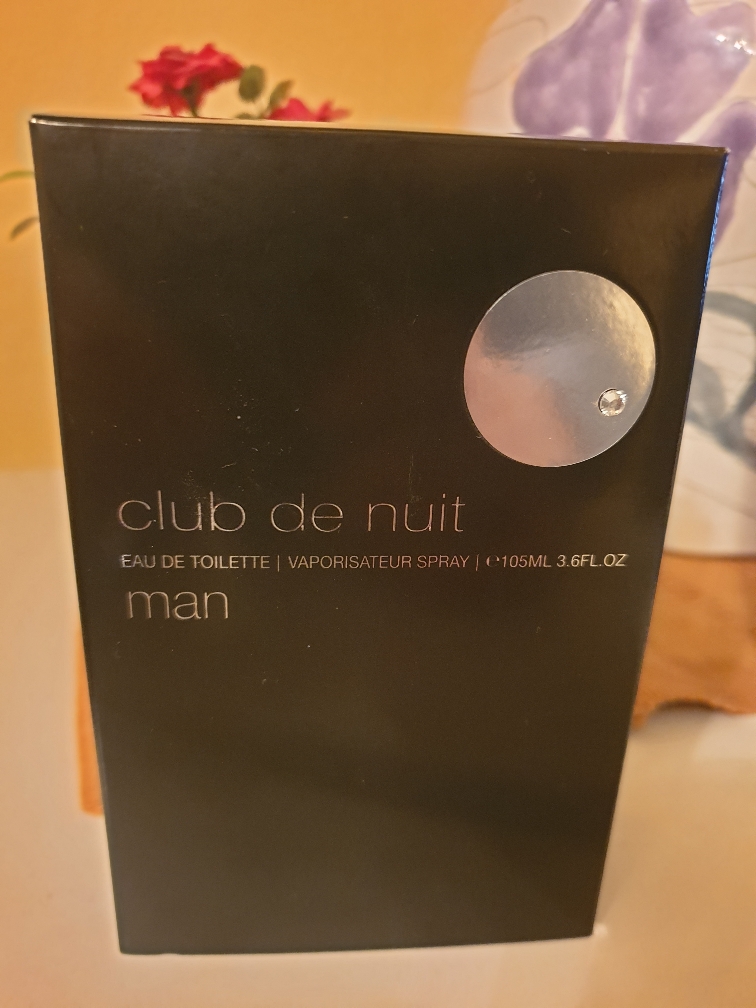 club de nuit
EAU DE TOILETTE | VAPORISATEUR SPRAY | ℮105ML 3.6FL.OZ
man